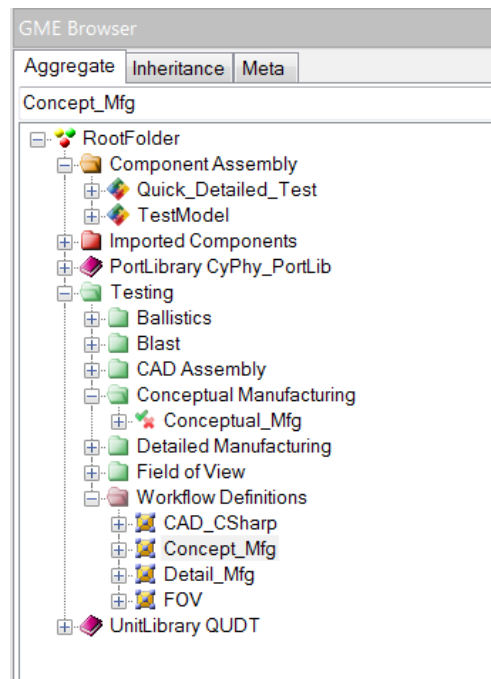 GME Browser
Aggregate Inheritance Meta
Concept_Mfg
RootFolder
Component Assembly
Quick_Detailed_Test
TestModel
Imported Components
PortLibrary CyPhy_PortLib
Testing
Ballistics
Blast
CAD Assembly
Conceptual Manufacturing
Conceptual_Mfg
Detailed Manufacturing
Field of View
Workflow Definitions
CAD_CSharp
Concept_Mfg
Detail_Mfg
FOV
UnitLibrary QUDT